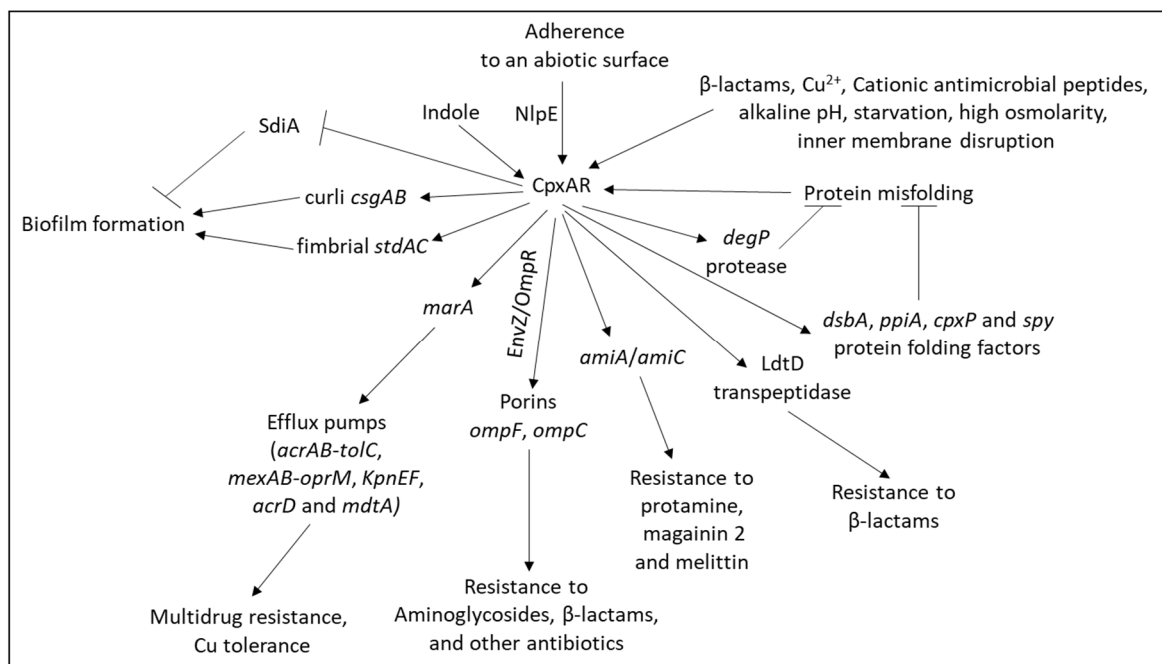 Adherence
to an abiotic surface
β-lactams, Cu²⁺, Cationic antimicrobial peptides,
alkaline pH, starvation, high osmolarity,
inner membrane disruption
Indole
NlpE
SdiA
CpxAR
Protein misfolding
curli csgAB
Biofilm formation
fimbrial stdAC
degP
protease
marA
EnvZ/OmpR
dsbA, ppiA, cpxP and spy
protein folding factors
amiA/amiC
LdtD
transpeptidase
Porins
ompF, ompC
Efflux pumps
(acrAB-tolC,
mexAB-oprM, KpnEF,
acrD and mdtA)
Resistance to
protamine,
magainin 2
and melittin
Resistance to
β-lactams
Multidrug resistance,
Cu tolerance
Resistance to
Aminoglycosides, β-lactams,
and other antibiotics